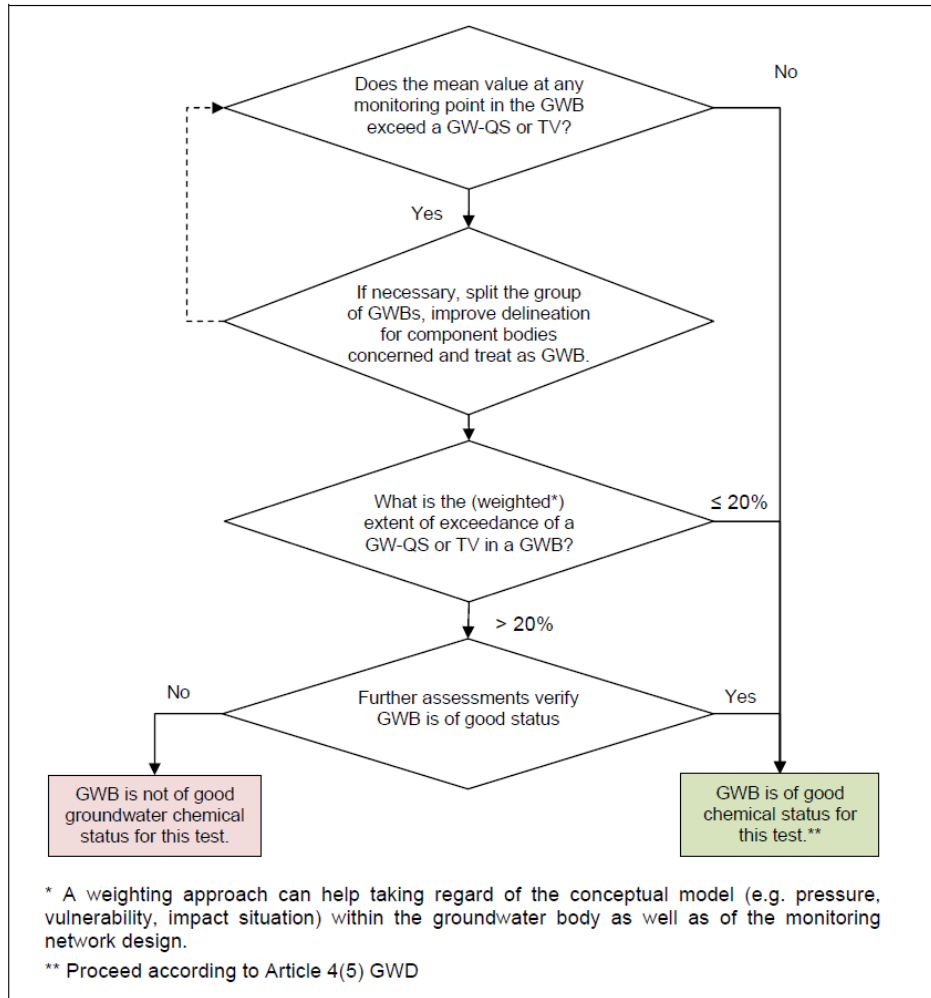 Does the mean value at any
monitoring point in the GWB
exceed a GW-QS or TV?
No
Yes
If necessary, split the group
of GWBs, improve delineation
for component bodies
concerned and treat as GWB.
What is the (weighted*)
extent of exceedance of a
GW-QS or TV in a GWB?
≤ 20%
> 20%
No
Further assessments verify
GWB is of good status
Yes
GWB is not of good
groundwater chemical
status for this test.
GWB is of good
chemical status for
this test.**
* A weighting approach can help taking regard of the conceptual model (e.g. pressure,
vulnerability, impact situation) within the groundwater body as well as of the monitoring
network design.
** Proceed according to Article 4(5) GWD